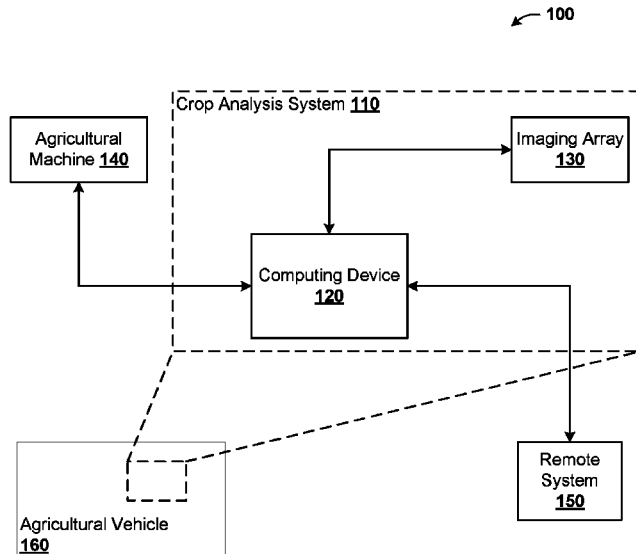 100
Crop Analysis System 110
Agricultural
Machine 140
Imaging Array
130
Computing Device
120
Remote
System
150
Agricultural Vehicle
160